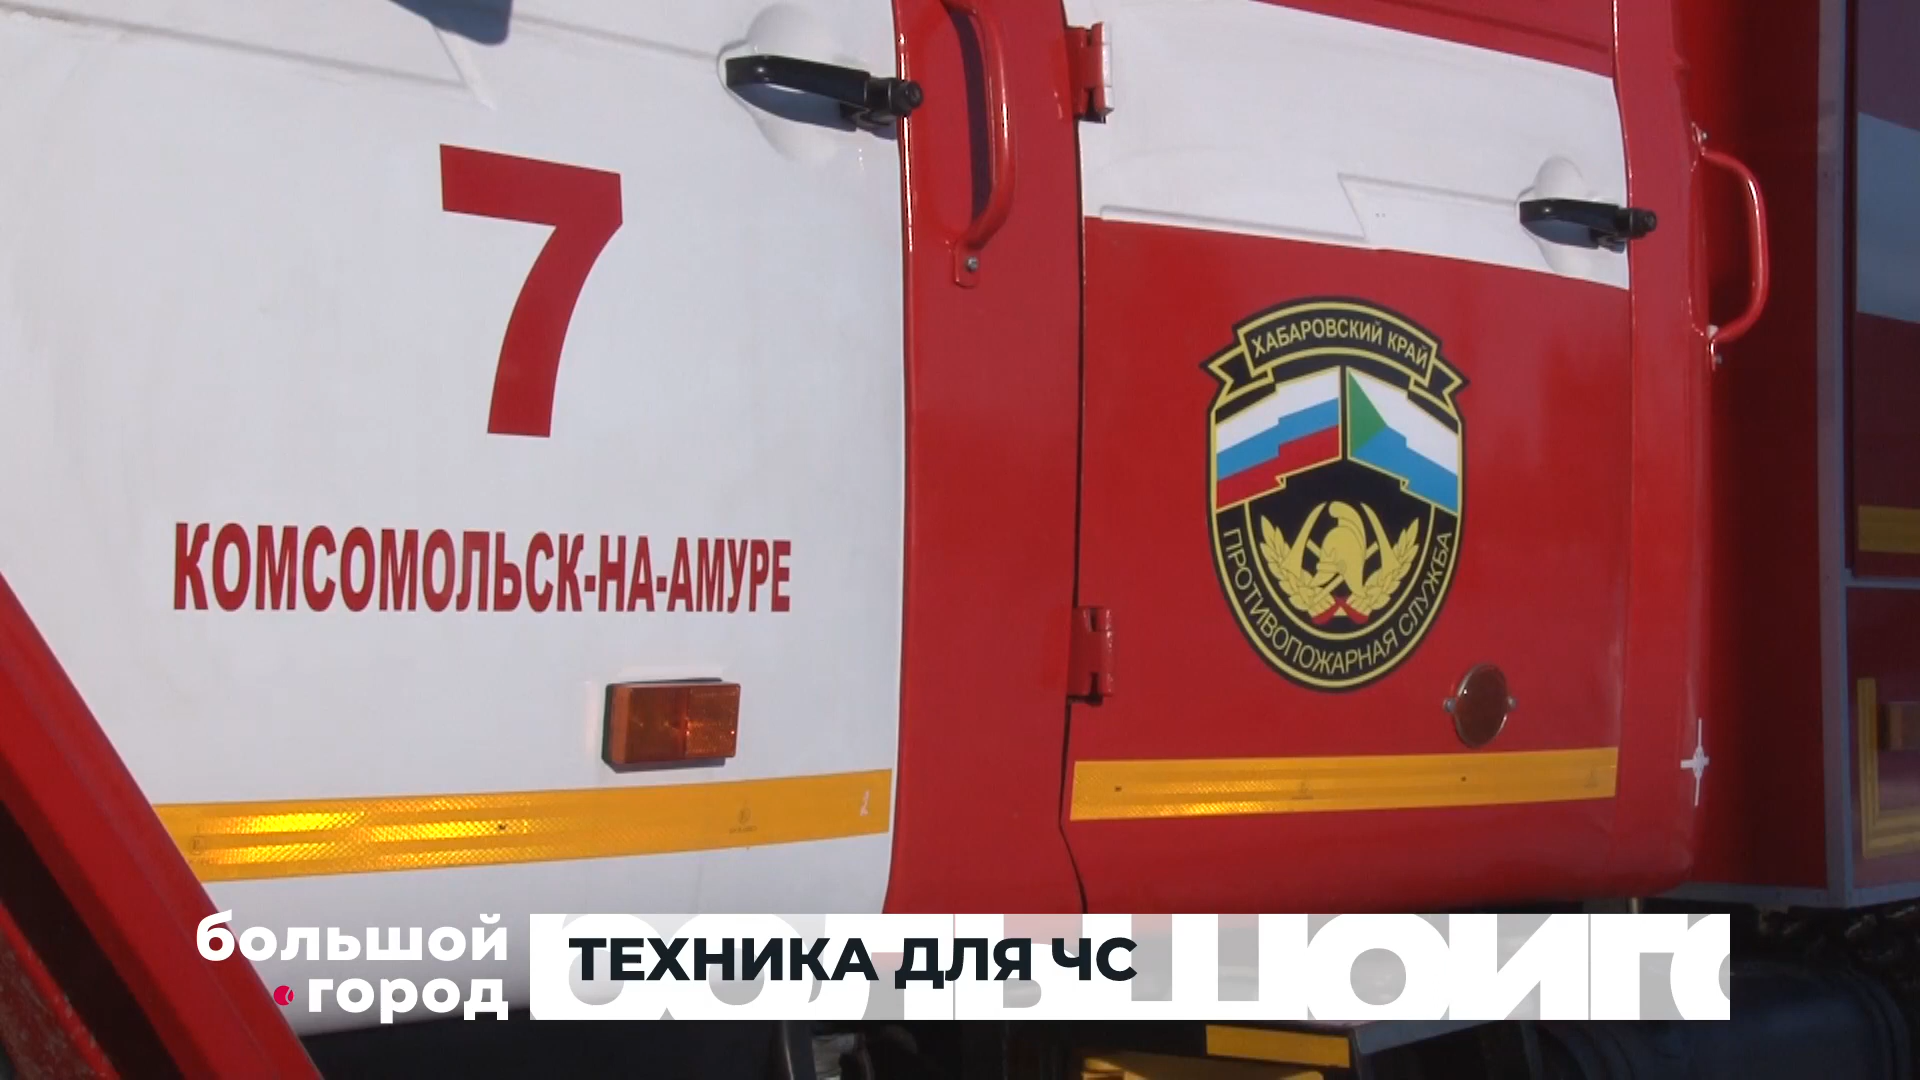 7
КОМСОМОЛЬСК-НА-АМУРЕ
ХАБАРОВСКИЙ КРАЙ
ПРОТИВОПОЖАРНАЯ СЛУЖБА
большой
город
ТЕХНИКА ДЛЯ ЧС